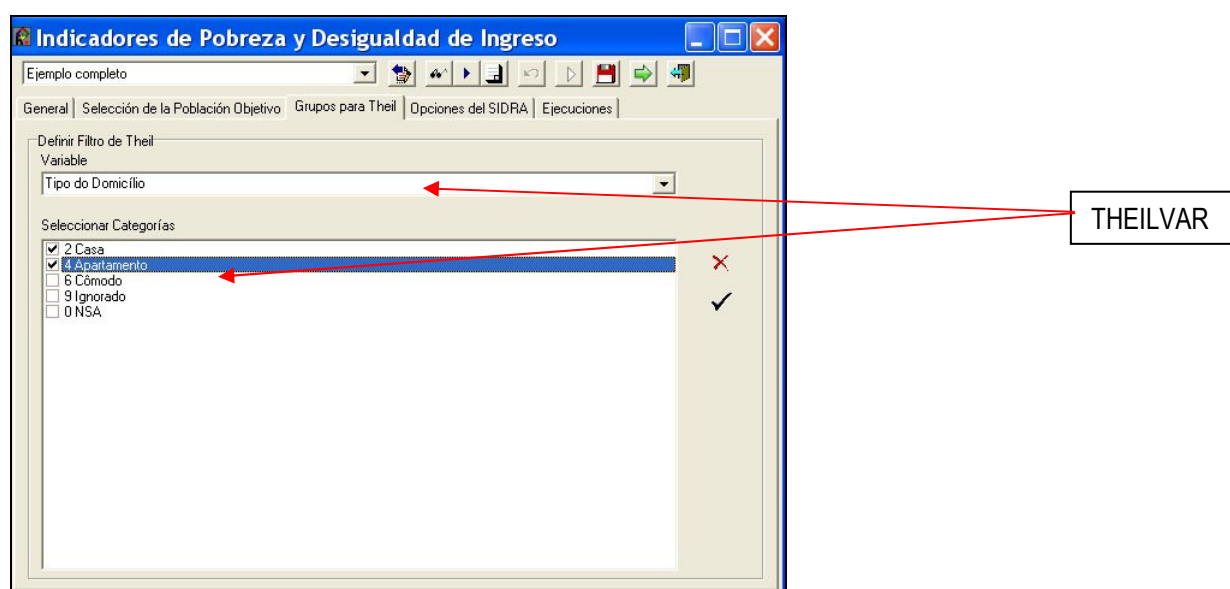 Indicadores de Pobreza y Desigualdad de Ingreso
Ejemplo completo
General Selección de la Población Objetivo Grupos para Theil Opciones del SIDRA Ejecuciones
Definir Filtro de Theil
Variable
Tipo do Domicílio
THEILVAR
Seleccionar Categorías
2 Casa
4 Apartamento
6 Cômodo
9 Ignorado
0 NSA